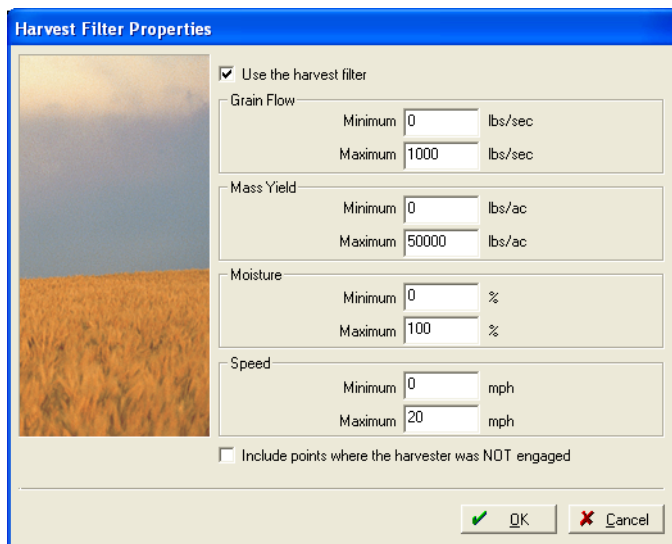 Harvest Filter Properties
Use the harvest filter
Grain Flow
Minimum 0 lbs/sec
Maximum 1000 lbs/sec
Mass Yield
Minimum 0 lbs/ac
Maximum 50000 lbs/ac
Moisture
Minimum 0 %
Maximum 100 %
Speed
Minimum 0 mph
Maximum 20 mph
Include points where the harvester was NOT engaged
OK Cancel